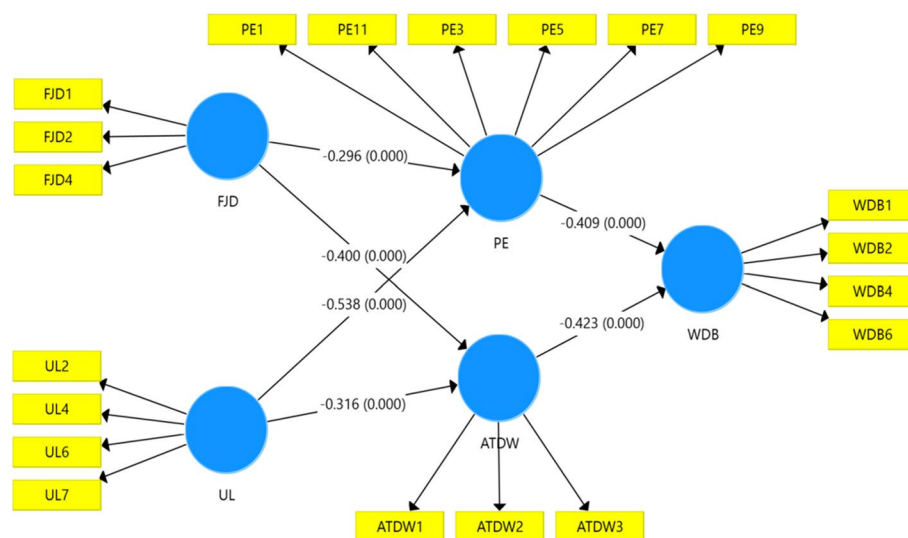 PE1
PE11
PE3
PE5
PE7
PE9
FJD1
FJD2
FJD4
FJD
-0.296 (0.000)
PE
-0.409 (0.000)
WDB1
WDB2
WDB4
WDB6
WDB
-0.400 (0.000)
-0.538 (0.000)
-0.423 (0.000)
UL2
UL4
UL6
UL7
UL
-0.316 (0.000)
ATDW
ATDW1
ATDW2
ATDW3